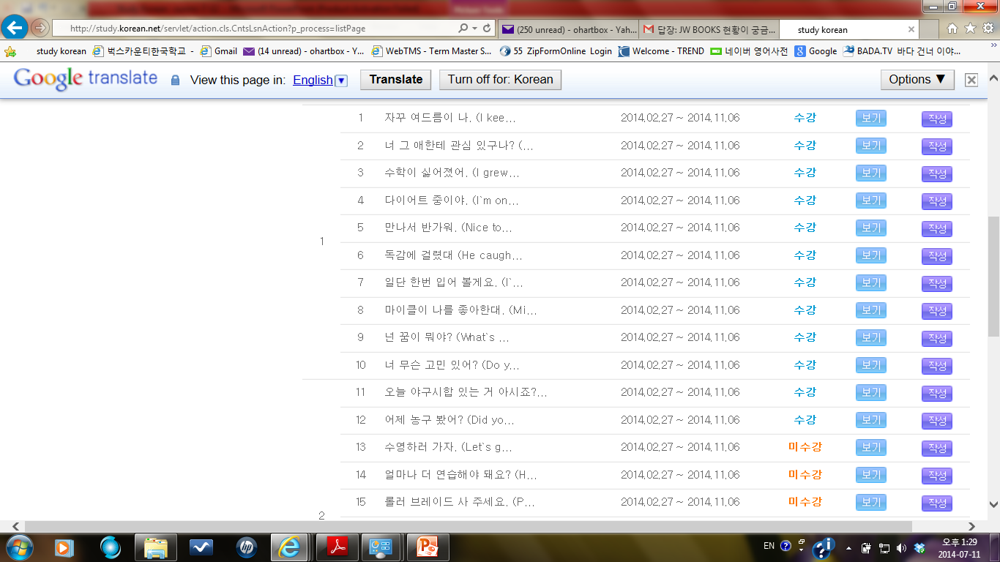 http://study.korean.net/servlet/action.cls.CntsLsnAction?p_process=listPage
(250 unread) - ohartbox - Yah...
답장: JW BOOKS 현황이 궁금...
study korean
study korean 벅스카운티한국학교 - Gmail (14 unread) - ohartbox - Y... WebTMS - Term Master S... 55 ZipFormOnline Login Welcome - TREND 네이버 영어사전 Google BADA.TV 바다 건너 이야...
Google translate View this page in: English Translate Turn off for: Korean Options ▼
1 자꾸 여드름이 나. (I kee... 2014.02.27 ~ 2014.11.06 수강 보기 작성
2 너 그 애한테 관심 있구나? (... 2014.02.27 ~ 2014.11.06 수강 보기 작성
3 수학이 싫어졌어. (I grew... 2014.02.27 ~ 2014.11.06 수강 보기 작성
4 다이어트 중이야. (I`m on... 2014.02.27 ~ 2014.11.06 수강 보기 작성
5 만나서 반가워. (Nice to... 2014.02.27 ~ 2014.11.06 수강 보기 작성
1
6 독감에 걸렸대 (He caugh... 2014.02.27 ~ 2014.11.06 수강 보기 작성
7 일단 한번 입어 볼게요. (I`... 2014.02.27 ~ 2014.11.06 수강 보기 작성
8 마이클이 나를 좋아한대. (Mi... 2014.02.27 ~ 2014.11.06 수강 보기 작성
9 넌 꿈이 뭐야? (What`s ... 2014.02.27 ~ 2014.11.06 수강 보기 작성
10 너 무슨 고민 있어? (Do y... 2014.02.27 ~ 2014.11.06 수강 보기 작성
11 오늘 야구시합 있는 거 아시죠?... 2014.02.27 ~ 2014.11.06 수강 보기 작성
12 어제 농구 봤어? (Did yo... 2014.02.27 ~ 2014.11.06 수강 보기 작성
13 수영하러 가자. (Let`s g... 2014.02.27 ~ 2014.11.06 미수강 보기 작성
14 얼마나 더 연습해야 돼요? (H... 2014.02.27 ~ 2014.11.06 미수강 보기 작성
15 롤러 브레이드 사 주세요. (P... 2014.02.27 ~ 2014.11.06 미수강 보기 작성
2
EN 오후 1:29
2014-07-11